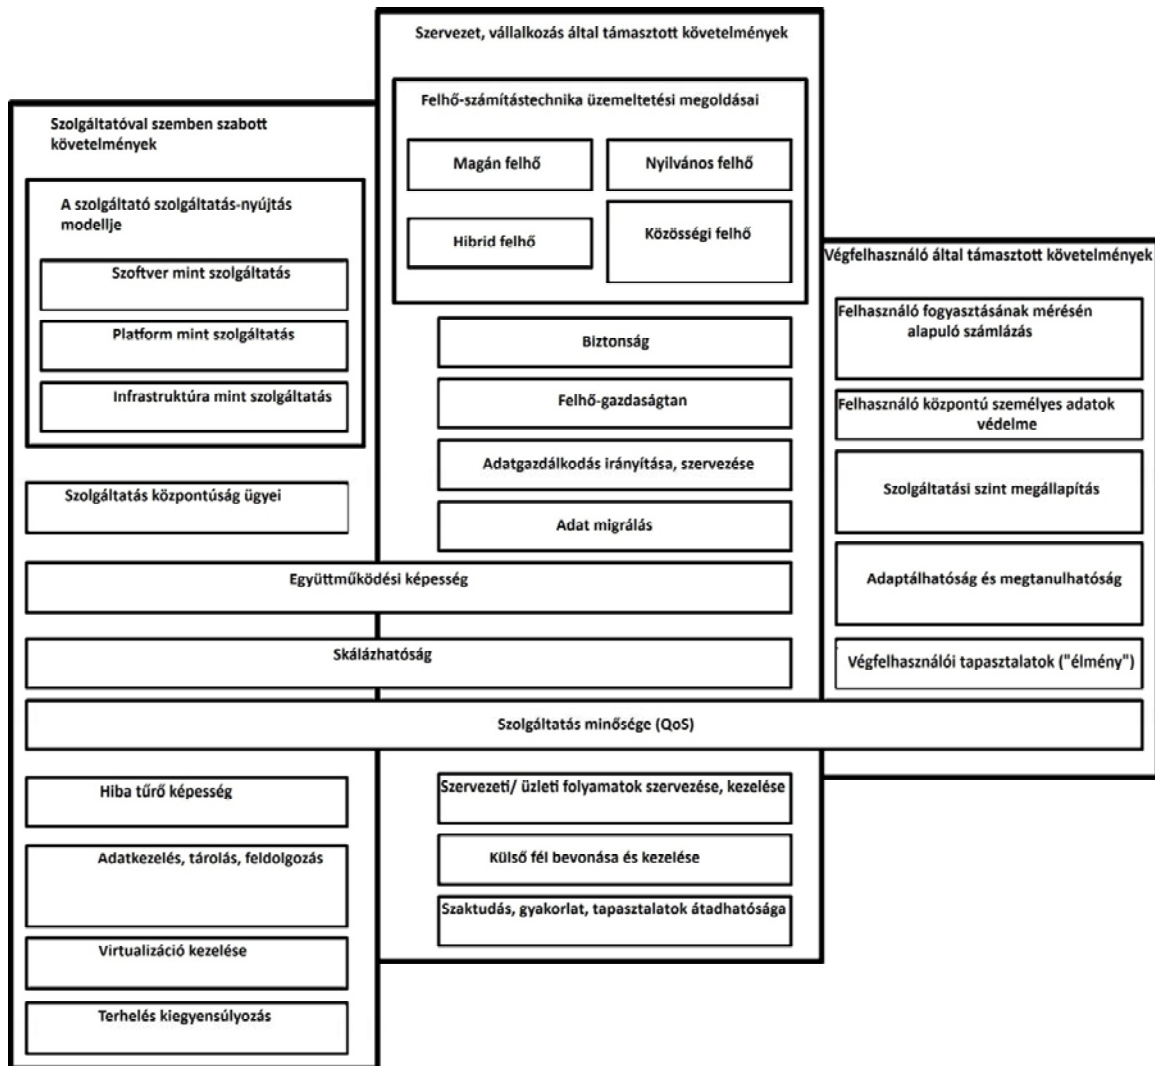 Szervezet, vállalkozás által támasztott követelmények
Felhő-számítástechnika üzemeltetési megoldásai
Magán felhő
Nyilvános felhő
Hibrid felhő
Közösségi felhő
Biztonság
Felhő-gazdaságtan
Adatgazdálkodás irányítása, szervezése
Adat migrálás
Szolgáltatóval szemben szabott
követelmények
A szolgáltató szolgáltatás-nyújtás
modellje
Szoftver mint szolgáltatás
Platform mint szolgáltatás
Infrastruktúra mint szolgáltatás
Szolgáltatás központúság ügyei
Együttműködési képesség
Skálázhatóság
Szolgáltatás minősége (QoS)
Hiba tűrő képesség
Adatkezelés, tárolás, feldolgozás
Virtualizáció kezelése
Terhelés kiegyensúlyozás
Szervezeti/ üzleti folyamatok szervezése, kezelése
Külső fél bevonása és kezelése
Szaktudás, gyakorlat, tapasztalatok átadhatósága
Végfelhasználó által támasztott követelmények
Felhasználó fogyasztásának mérésén
alapuló számlázás
Felhasználó központú személyes adatok
védelme
Szolgáltatási szint megállapítás
Adaptálhatóság és megtanulhatóság
Végfelhasználói tapasztalatok ("élmény")